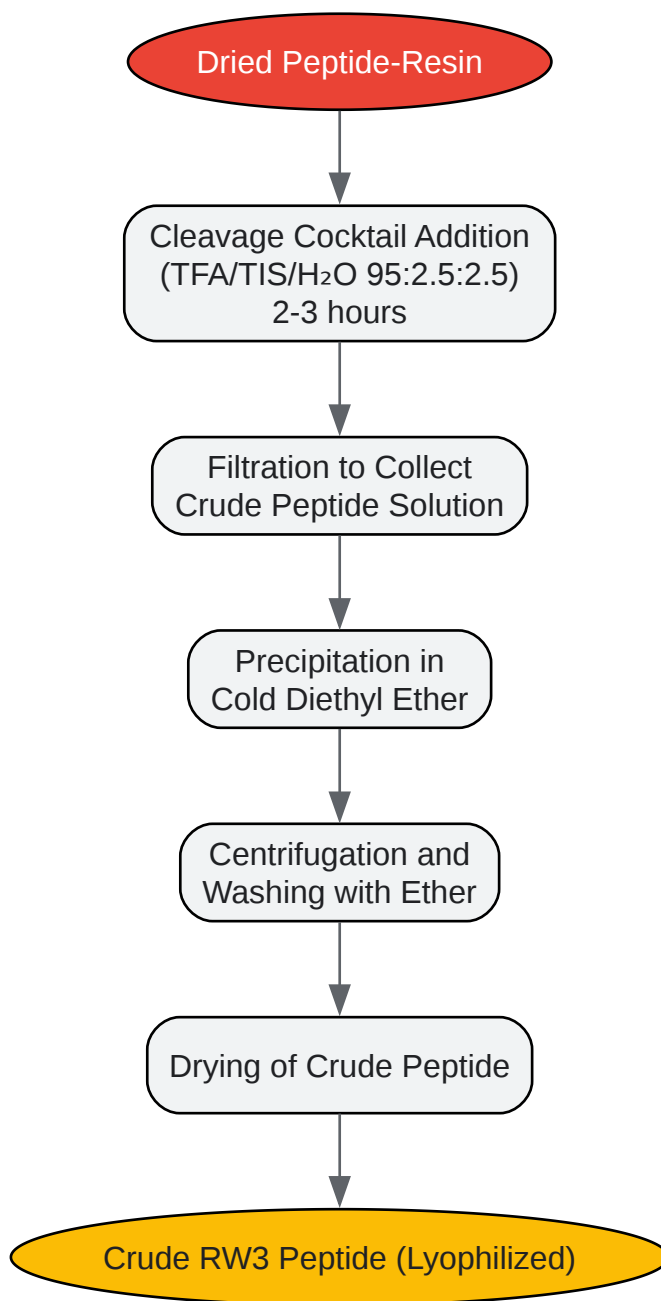 Dried Peptide-Resin
Cleavage Cocktail Addition
(TFA/TIS/H₂O 95:2.5:2.5)
2-3 hours
Filtration to Collect
Crude Peptide Solution
Precipitation in
Cold Diethyl Ether
Centrifugation and
Washing with Ether
Drying of Crude Peptide
Crude RW3 Peptide (Lyophilized)